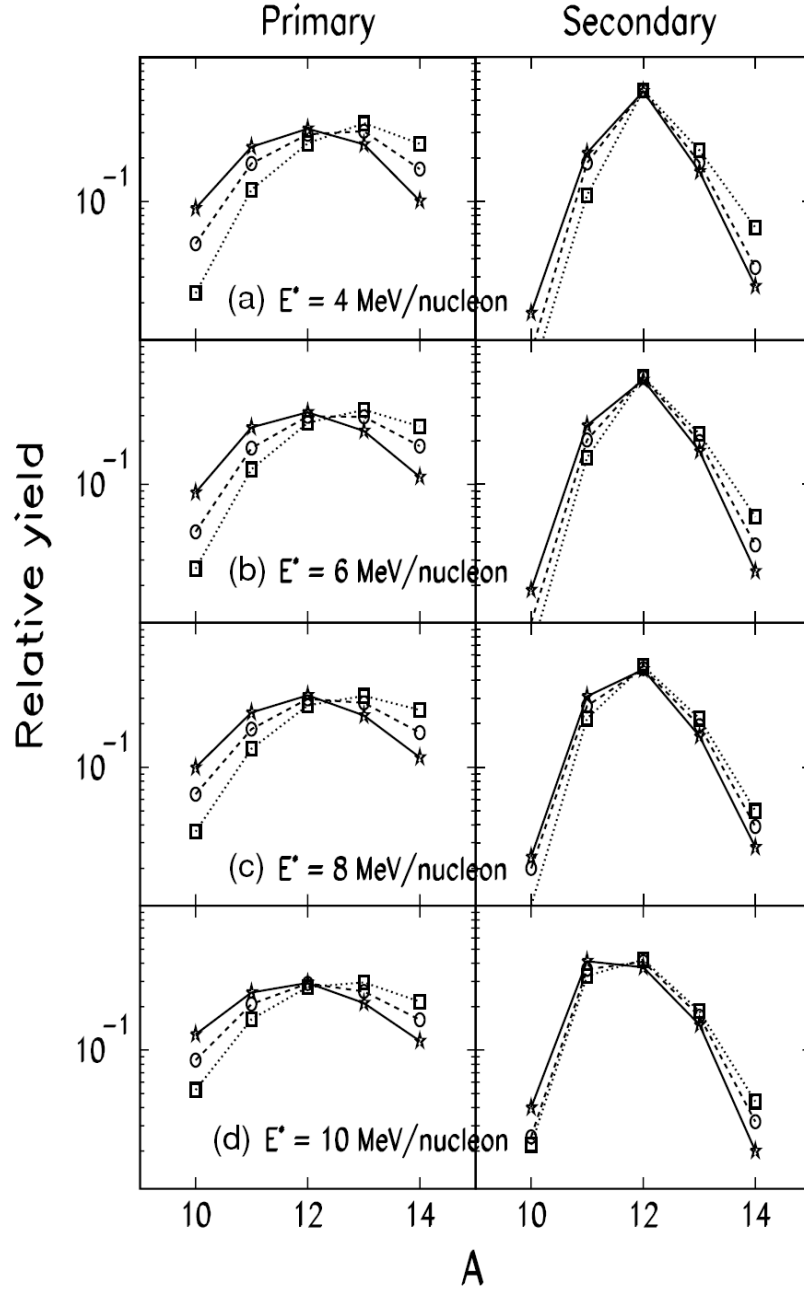 Primary Secondary
10⁻¹
(a) E* = 4 MeV/nucleon
10⁻¹
(b) E* = 6 MeV/nucleon
Relative yield
10⁻¹
(c) E* = 8 MeV/nucleon
10⁻¹
(d) E* = 10 MeV/nucleon
10 12 14 10 12 14
A